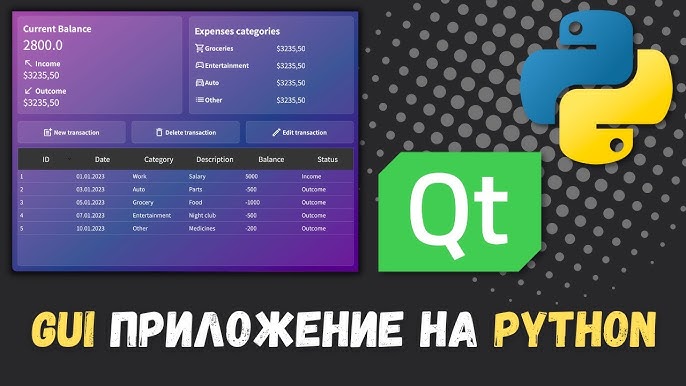 Current Balance
2800.0
Income
$3235,50
Outcome
$3235,50
Expenses categories
Groceries $3235,50
Entertainment $3235,50
Auto $3235,50
Other $3235,50
New transaction Delete transaction Edit transaction
ID Date Category Description Balance Status
1 01.01.2023 Work Salary 5000 Income
2 03.01.2023 Auto Parts -500 Outcome
3 05.01.2023 Grocery Food -1000 Outcome
4 07.01.2023 Entertainment Night club -500 Outcome
5 10.01.2023 Other Medicines -200 Outcome
Qt
GUI ПРИЛОЖЕНИЕ НА PYTHON